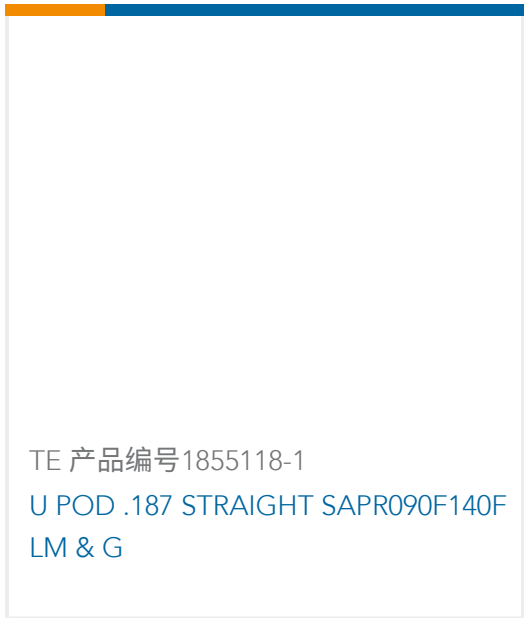 TE 产品编号1855118-1
U POD .187 STRAIGHT SAPR090F140F
LM & G